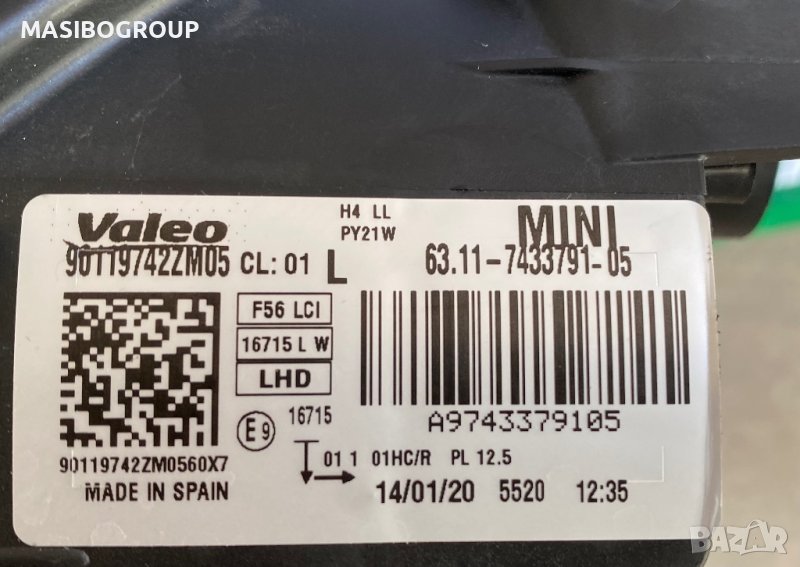 MASIBOGROUP
Valeo
H4 LL
PY21W
MINI
90119742ZM05 CL: 01 L
63.11-7433791-05
F56 LCI
16715 L W
LHD
E9
16715
A9743379105
90119742ZM0560X7
01 1 01HC/R PL 12.5
MADE IN SPAIN
14/01/20 5520 12:35
BAZAR